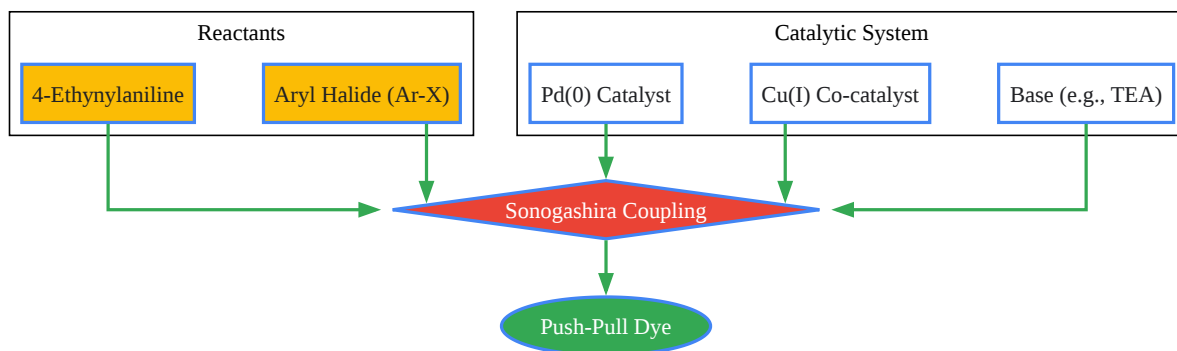 Reactants
Catalytic System
4-Ethynylaniline
Aryl Halide (Ar-X)
Pd(0) Catalyst
Cu(I) Co-catalyst
Base (e.g., TEA)
Sonogashira Coupling
Push-Pull Dye